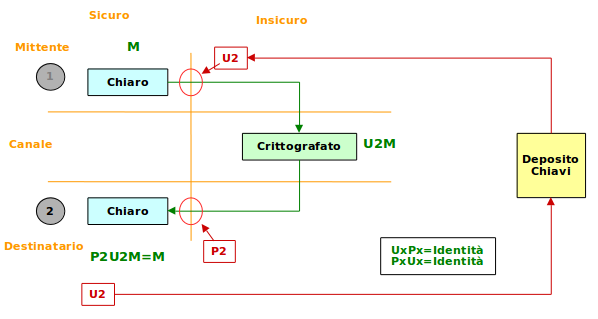 Sicuro
Insicuro
Mittente
M
U2
1
Chiaro
Canale
Crittografato
U2M
Deposito
Chiavi
2
Chiaro
Destinatario
P2U2M=M
P2
UxPx=Identità
PxUx=Identità
U2